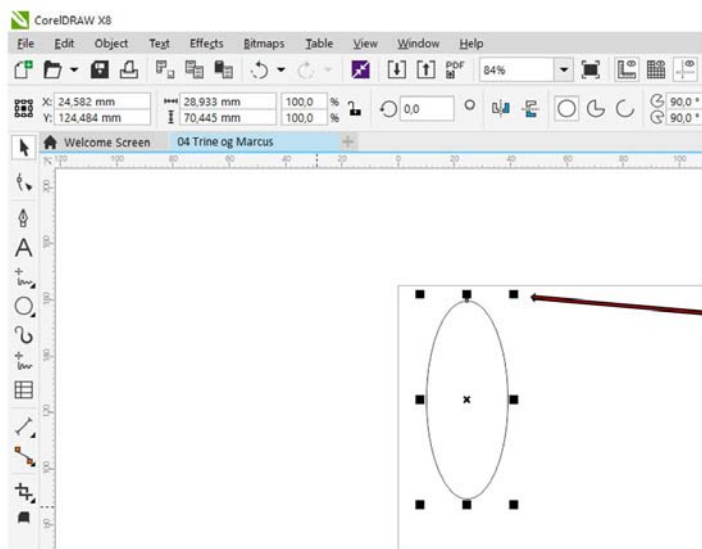 CorelDRAW X8
File Edit Object Text Effects Bitmaps Table View Window Help
PDF 84%
X: 24,582 mm 28,933 mm 100,0 % 0,0 90,0 °
Y: 124,484 mm 70,445 mm 100,0 % 90,0 °
Welcome Screen 04 Trine og Marcus
120 100 80 60 40 20 0 20 40 60 80 100